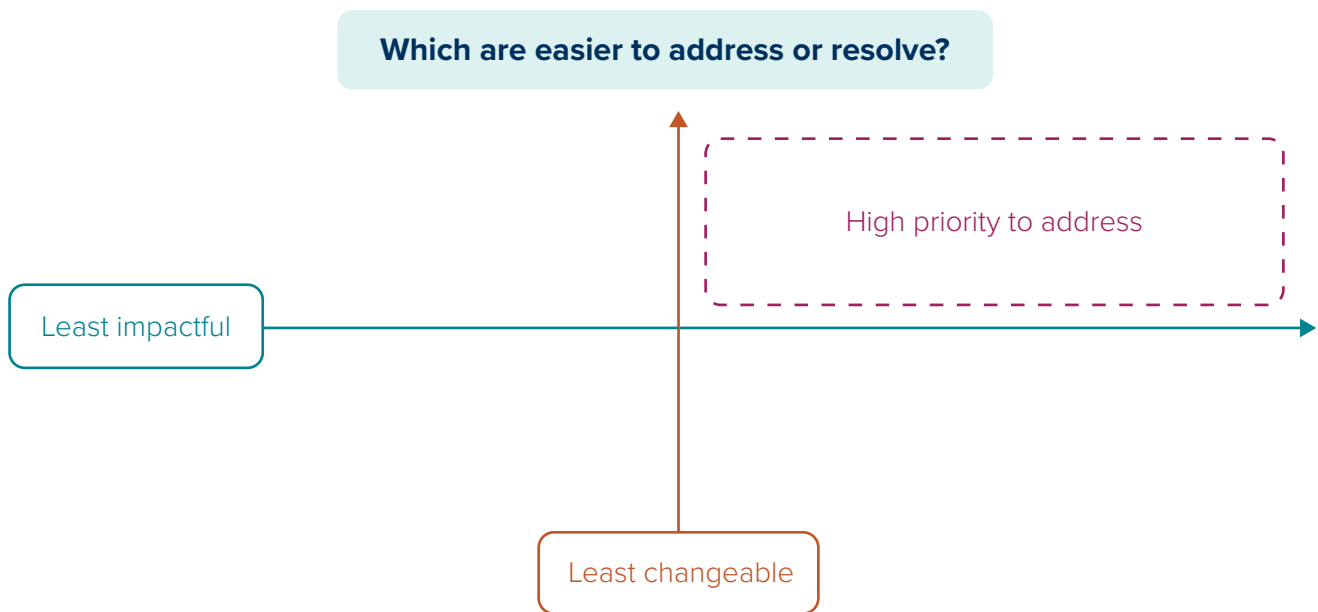 Which are easier to address or resolve?
High priority to address
Least impactful
Least changeable